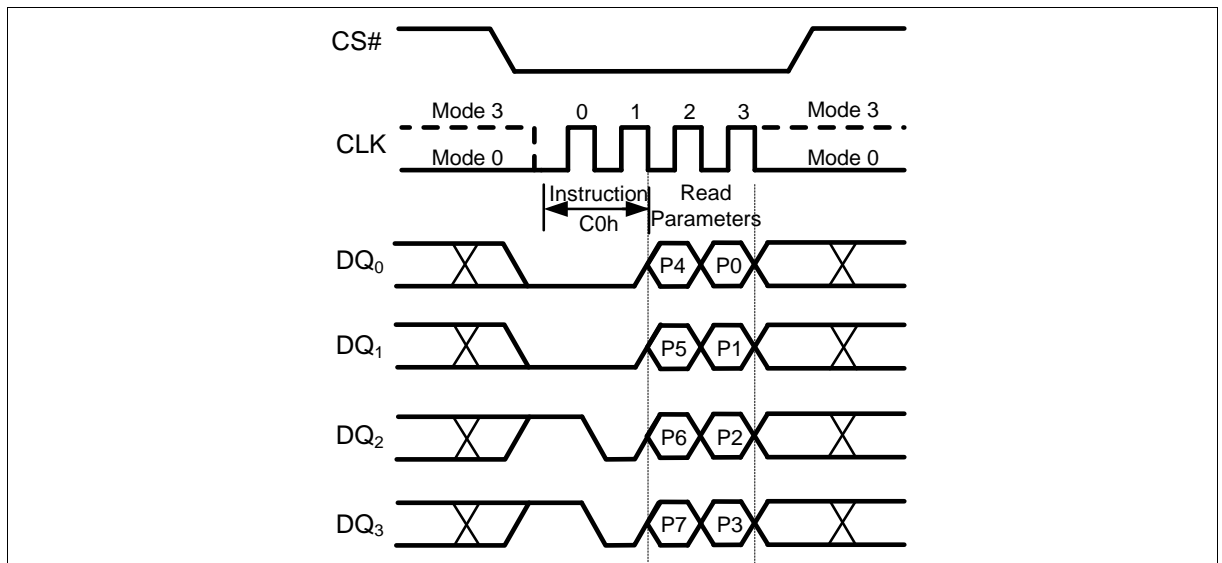 CS#
Mode 3 0 1 2 3 Mode 3
CLK
Mode 0 Mode 0
Instruction Read
C0h Parameters
DQ0 P4 P0
DQ1 P5 P1
DQ2 P6 P2
DQ3 P7 P3